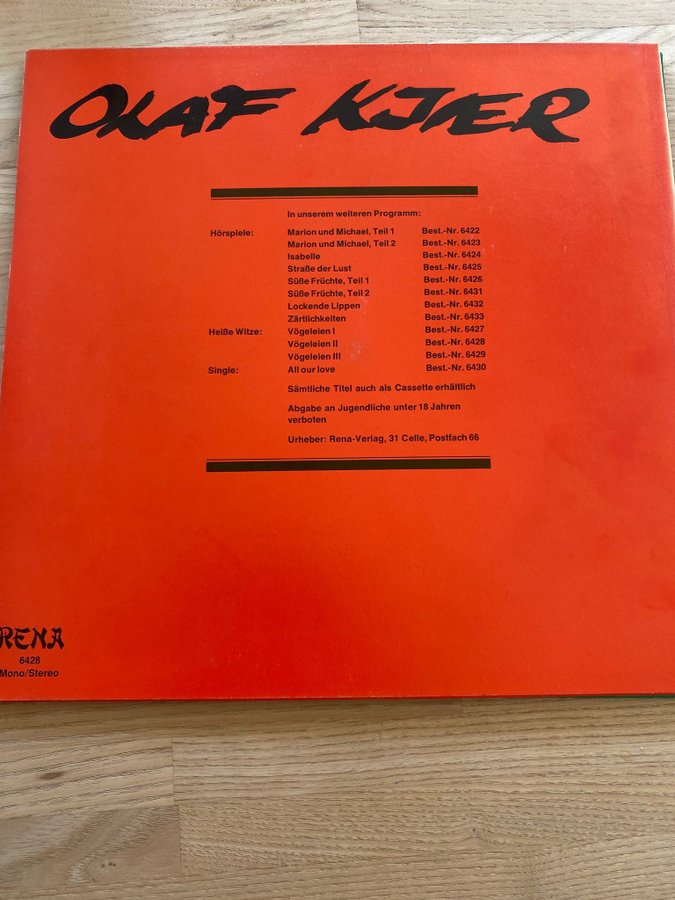 OLAF KJÆR
In unserem weiteren Programm:
Hörspiele: Marion und Michael, Teil 1 Best.-Nr. 6422
Marion und Michael, Teil 2 Best.-Nr. 6423
Isabelle Best.-Nr. 6424
Straße der Lust Best.-Nr. 6425
Süße Früchte, Teil 1 Best.-Nr. 6426
Süße Früchte, Teil 2 Best.-Nr. 6431
Lockende Lippen Best.-Nr. 6432
Zärtlichkeiten Best.-Nr. 6433
Heiße Witze: Vögeleien I Best.-Nr. 6427
Vögeleien II Best.-Nr. 6428
Vögeleien III Best.-Nr. 6429
Single: All our love Best.-Nr. 6430
Sämtliche Titel auch als Cassette erhältlich
Abgabe an Jugendliche unter 18 Jahren
verboten
Urheber: Rena-Verlag, 31 Celle, Postfach 66
RENA
6428
Mono/Stereo